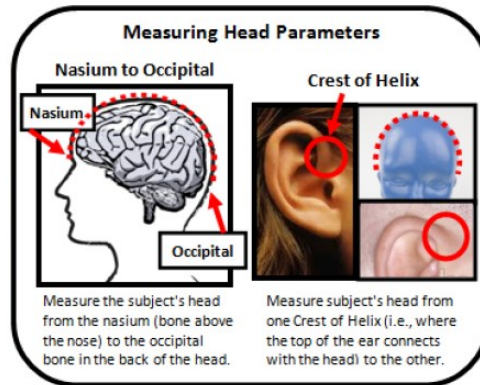 Measuring Head Parameters
Nasium to Occipital
Nasium
Occipital
Measure the subject's head
from the nasium (bone above
the nose) to the occipital
bone in the back of the head.
Crest of Helix
Measure subject's head from
one Crest of Helix (i.e., where
the top of the ear connects
with the head) to the other.